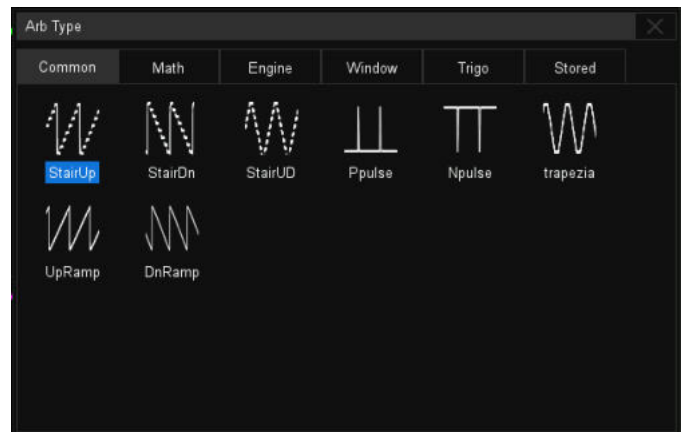 Arb Type
Common Math Engine Window Trigo Stored
StairUp StairDn StairUD Ppulse Npulse trapezia
UpRamp DnRamp